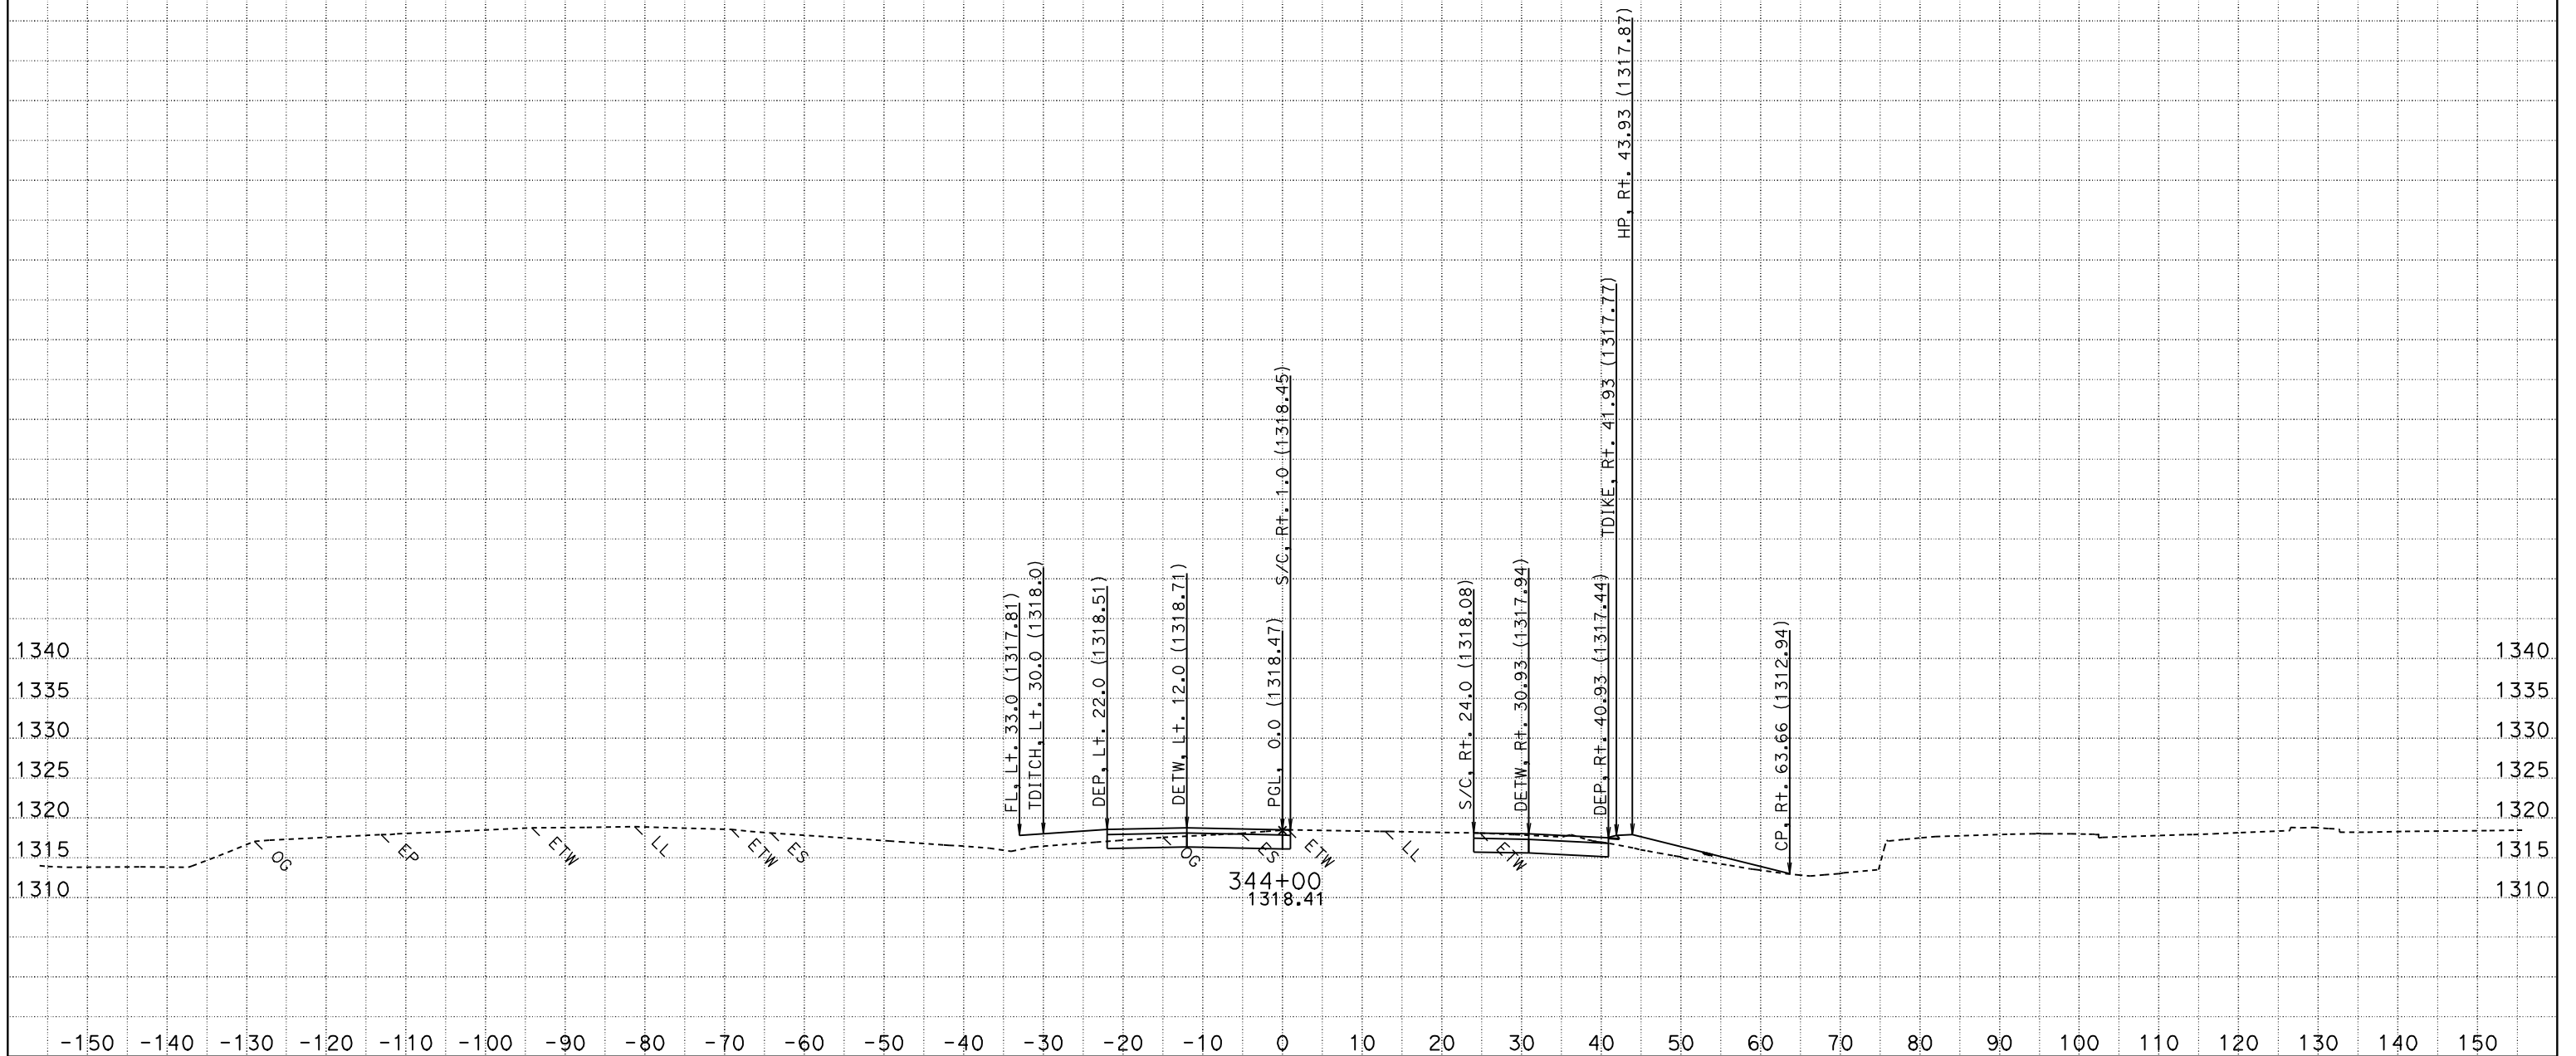 HP, Rt. 43.93 (1317.87)
TDIKE, Rt. 41.93 (1317.77)
S/C, Rt. 1.0 (1318.45)
FL, Lt. 33.0 (1317.81)
TDITCH, Lt. 30.0 (1318.0)
DEP, Lt. 22.0 (1318.51)
DETW, Lt. 12.0 (1318.71)
PGL, 0.0 (1318.47)
S/C, Rt. 24.0 (1318.08)
DETW, Rt. 30.93 (1317.94)
DEP, Rt. 40.93 (1317.44)
CP, Rt. 63.66 (1312.94)
1340 1340
1335 1335
1330 1330
1325 1325
1320 1320
1315 1315
1310 1310
OG EP ETW LL ETW ES OG ES ETW LL ETW
344+00
1318.41
-150 -140 -130 -120 -110 -100 -90 -80 -70 -60 -50 -40 -30 -20 -10 0 10 20 30 40 50 60 70 80 90 100 110 120 130 140 150